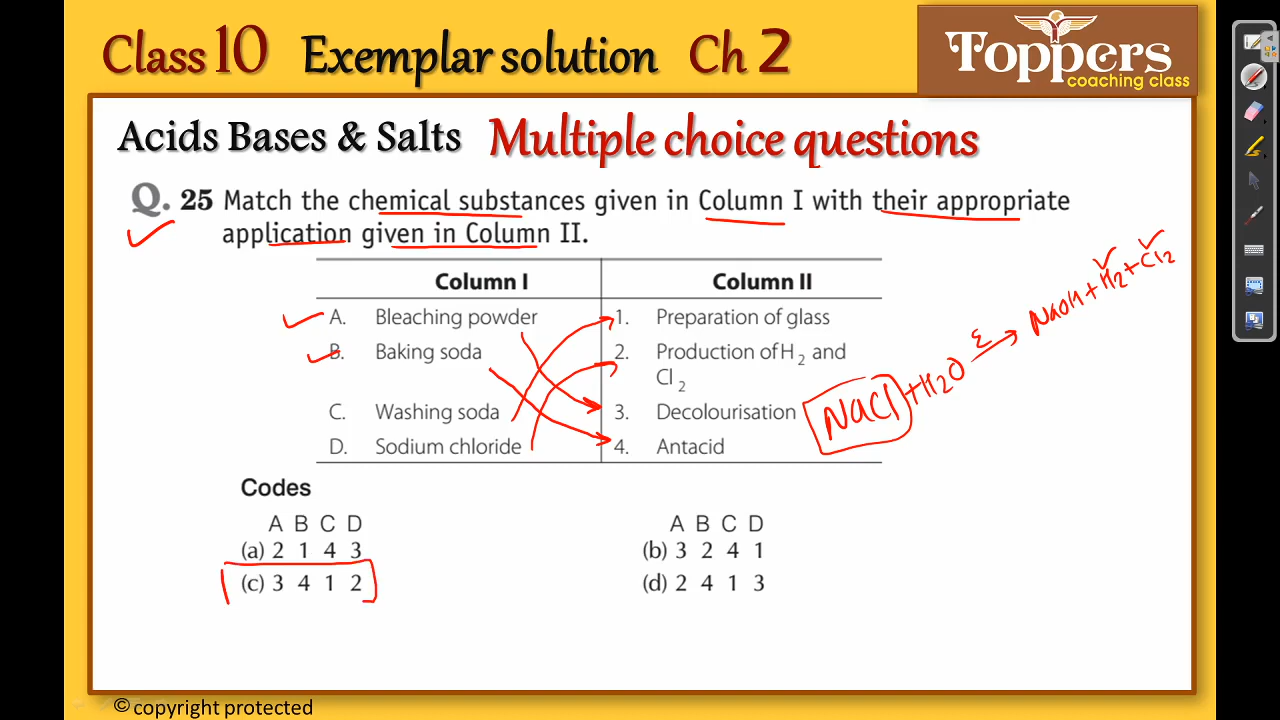 Class 10 Exemplar solution Ch 2
Toppers
coaching class
Acids Bases & Salts Multiple choice questions
Q. 25 Match the chemical substances given in Column I with their appropriate
application given in Column II.
Column I Column II
A. Bleaching powder 1. Preparation of glass
B. Baking soda 2. Production of H2 and
Cl2
C. Washing soda 3. Decolourisation
D. Sodium chloride 4. Antacid
NaCl + H2O → NaOH + H2 + Cl2
Codes
A B C D A B C D
(a) 2 1 4 3 (b) 3 2 4 1
(c) 3 4 1 2 (d) 2 4 1 3
© copyright protected